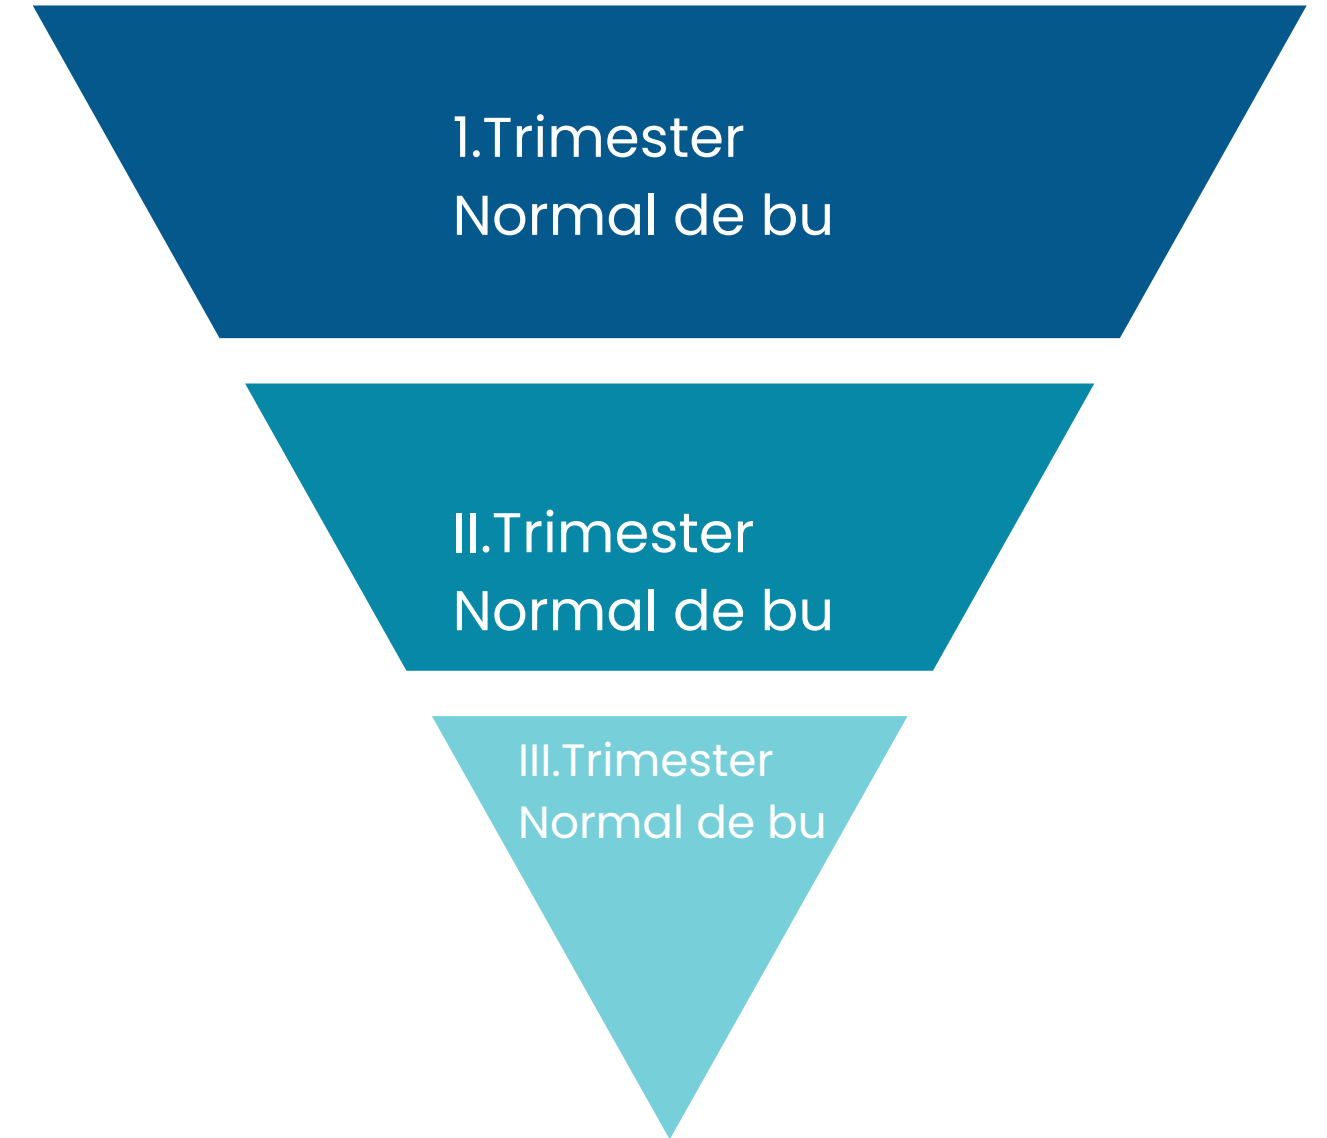 1.Trimester
Normal de bu
II.Trimester
Normal de bu
III.Trimester
Normal de bu